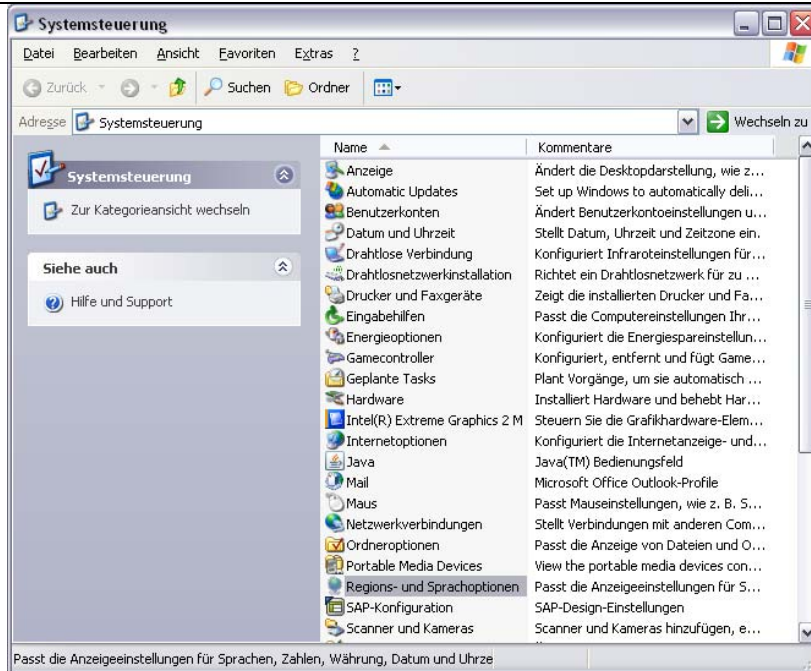 Systemsteuerung
Datei Bearbeiten Ansicht Favoriten Extras ?
Zurück Suchen Ordner
Adresse Systemsteuerung Wechseln zu
Systemsteuerung
Zur Kategorieansicht wechseln
Siehe auch
Hilfe und Support
Name Kommentare
Anzeige Ändert die Desktopdarstellung, wie z...
Automatic Updates Set up Windows to automatically deli...
Benutzerkonten Ändert Benutzerkontoeinstellungen u...
Datum und Uhrzeit Stellt Datum, Uhrzeit und Zeitzone ein.
Drahtlose Verbindung Konfiguriert Infraroteinstellungen für...
Drahtlosnetzwerkinstallation Richtet ein Drahtlosnetzwerk für zu ...
Drucker und Faxgeräte Zeigt die installierten Drucker und Fa...
Eingabehilfen Passt die Computereinstellungen Ihr...
Energieoptionen Konfiguriert die Energiespareinstellun...
Gamecontroller Konfiguriert, entfernt und fügt Game...
Geplante Tasks Plant Vorgänge, um sie automatisch ...
Hardware Installiert Hardware und behebt Har...
Intel(R) Extreme Graphics 2 M Steuern Sie die Grafikhardware-Elem...
Internetoptionen Konfiguriert die Internetanzeige- und...
Java Java(TM) Bedienungsfeld
Mail Microsoft Office Outlook-Profile
Maus Passt Mauseinstellungen, wie z. B. S...
Netzwerkverbindungen Stellt Verbindungen mit anderen Com...
Ordneroptionen Passt die Anzeige von Dateien und O...
Portable Media Devices View the portable media devices con...
Regions- und Sprachoptionen Passt die Anzeigeeinstellungen für S...
SAP-Konfiguration SAP-Design-Einstellungen
Scanner und Kameras Scanner und Kameras hinzufügen, e...
Passt die Anzeigeeinstellungen für Sprachen, Zahlen, Währung, Datum und Uhrze